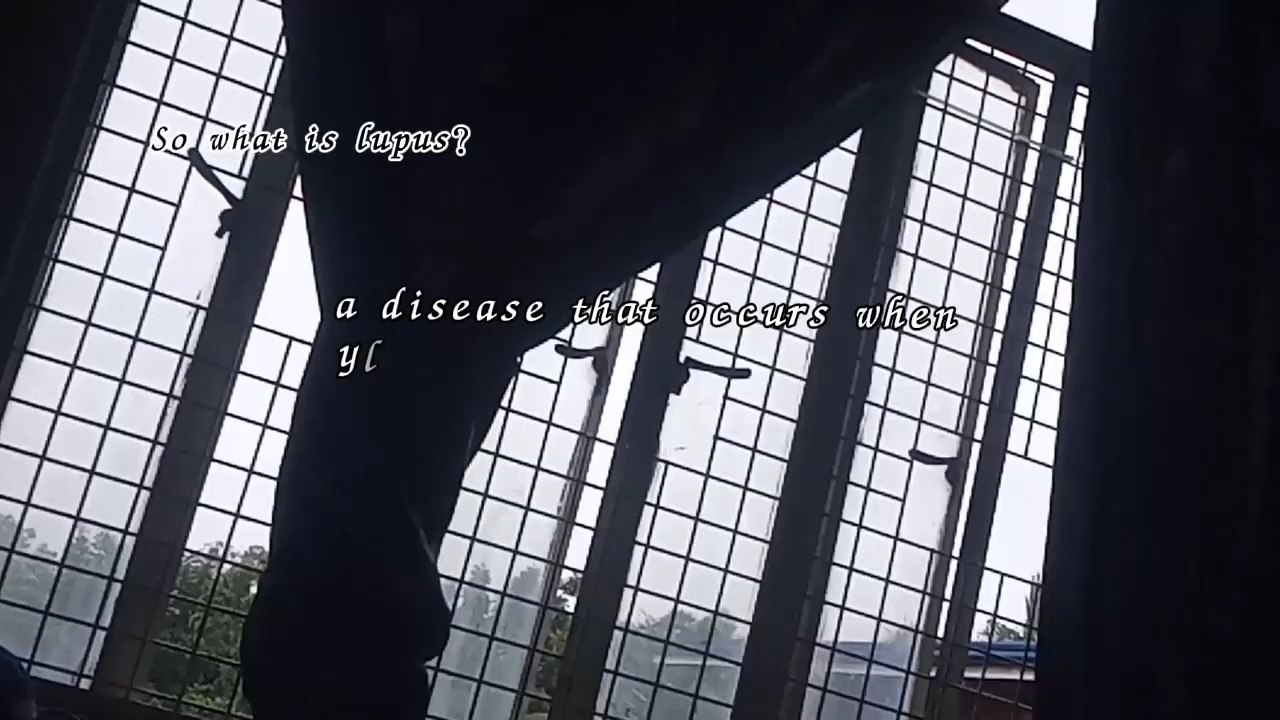 So what is lupus?
a disease that occurs when